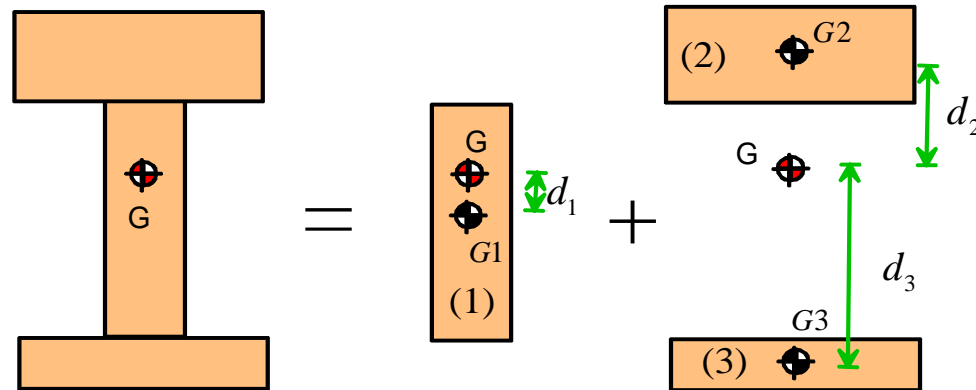 G
=
G
d₁
G1
(1)
+
(2)
G2
d₂
G
d₃
G3
(3)